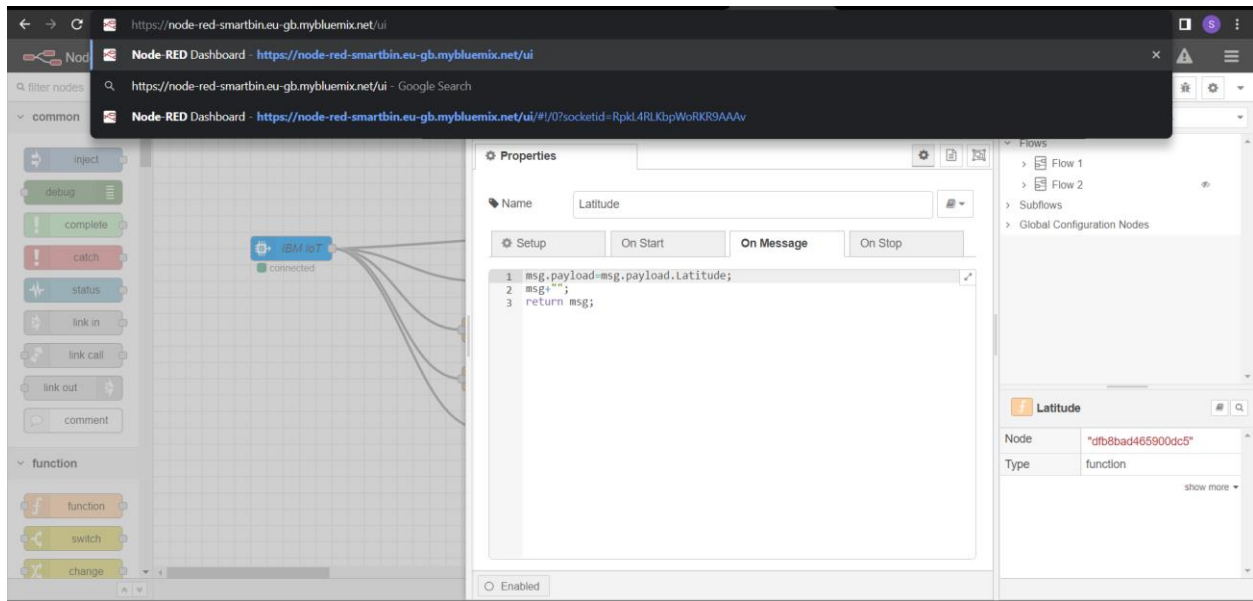 https://node-red-smartbin.eu-gb.mybluemix.net/ui
S
Nod
Node-RED Dashboard - https://node-red-smartbin.eu-gb.mybluemix.net/ui
https://node-red-smartbin.eu-gb.mybluemix.net/ui - Google Search
Node-RED Dashboard - https://node-red-smartbin.eu-gb.mybluemix.net/ui/#!/0?socketid=RpkL4RLKbpWoRKR9AAAv
filter nodes
common
inject
debug
complete
catch
status
link in
link call
link out
comment
function
function
switch
change
IBM IoT
connected
Properties
Name
Latitude
Setup
On Start
On Message
On Stop
1 msg.payload=msg.payload.Latitude;
2 msg+"";
3 return msg;
Enabled
Flows
Flow 1
Flow 2
Subflows
Global Configuration Nodes
Latitude
Node "dfb8bad465900dc5"
Type function
show more